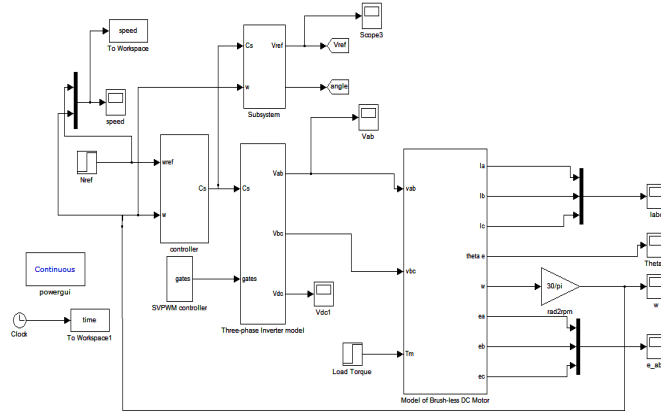 speed
To Workspace
speed
Nref
Cs
w
Vref
Subsystem
Scope3
Vref
angle
Vab
wref
w
Cs
controller
Cs
gates
Vab
Vbc
Vdc
Three-phase Inverter model
gates
SVPWM controller
Vdc1
Continuous
powergui
Clock
time
To Workspace1
Load Torque
vab
vbc
Tm
Ia
Ib
Ic
theta e
w
ea
eb
ec
Model of Brush-less DC Motor
30/pi
rad2rpm
Iabc
Theta
w
e_ab